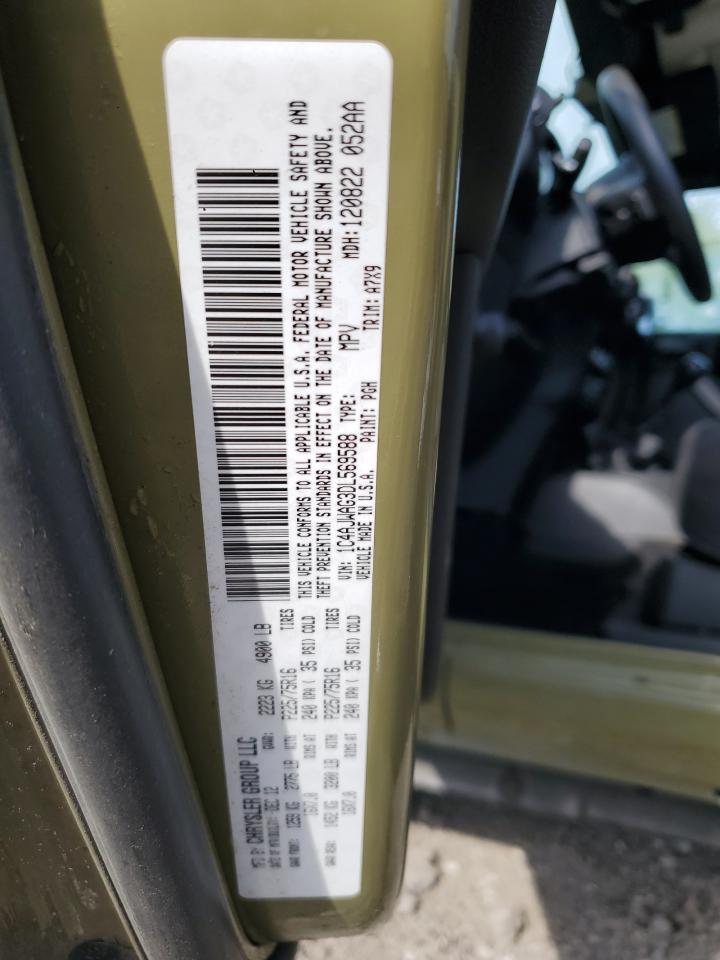 MFD BY: CHRYSLER GROUP LLC
DATE OF MFR: DEC 12 GVWR: 2223 KG 4900 LB
GAWR FRONT: 1259 KG 2775 LB WITH P225/75R16 TIRES
16X7.0 RIMS AT 240 KPA ( 35 PSI) COLD
GAWR REAR: 1452 KG 3200 LB WITH P225/75R16 TIRES
16X7.0 RIMS AT 240 KPA ( 35 PSI) COLD
THIS VEHICLE CONFORMS TO ALL APPLICABLE U.S.A. FEDERAL MOTOR VEHICLE SAFETY AND
THEFT PREVENTION STANDARDS IN EFFECT ON THE DATE OF MANUFACTURE SHOWN ABOVE.
VIN: 1C4AJWAG3DL569588 TYPE: MPV MDH:120822 052AA
VEHICLE MADE IN U.S.A. PAINT: PGH TRIM: A7X9